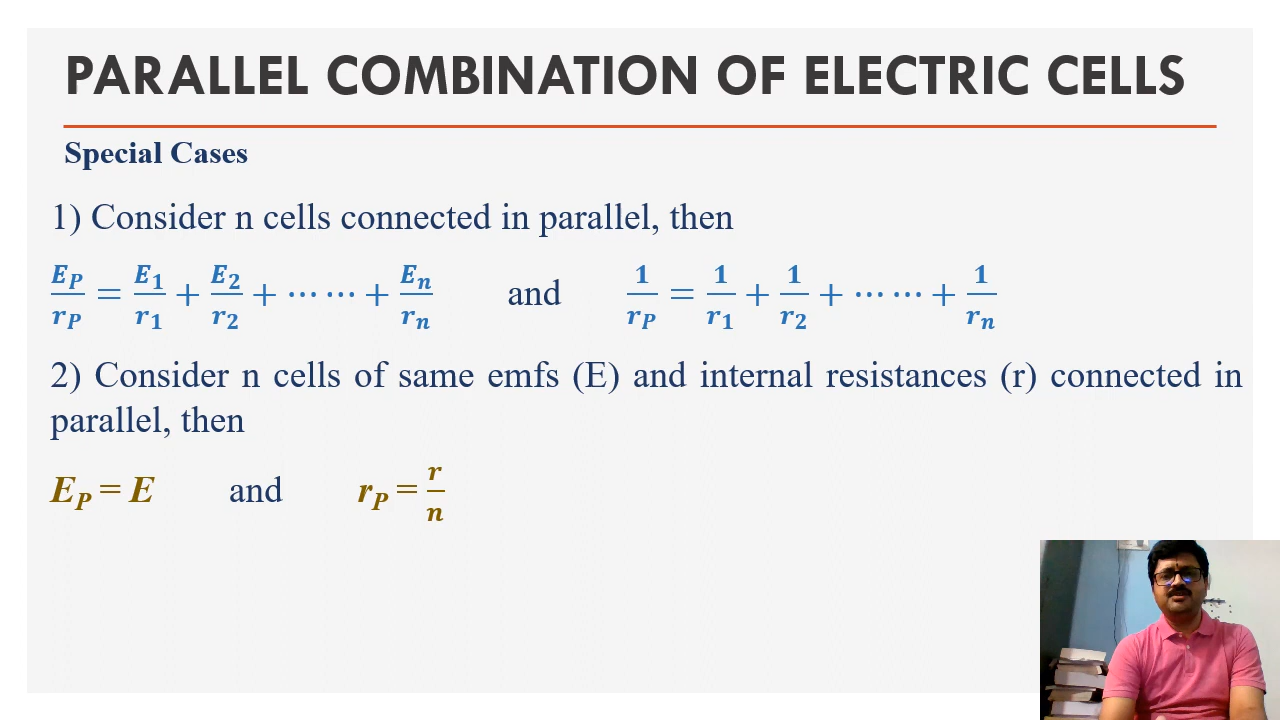 PARALLEL COMBINATION OF ELECTRIC CELLS
Special Cases
1) Consider n cells connected in parallel, then
E_P/r_P = E_1/r_1 + E_2/r_2 + ⋯⋯ + E_n/r_n and 1/r_P = 1/r_1 + 1/r_2 + ⋯⋯ + 1/r_n
2) Consider n cells of same emfs (E) and internal resistances (r) connected in
parallel, then
E_P = E and r_P = r/n